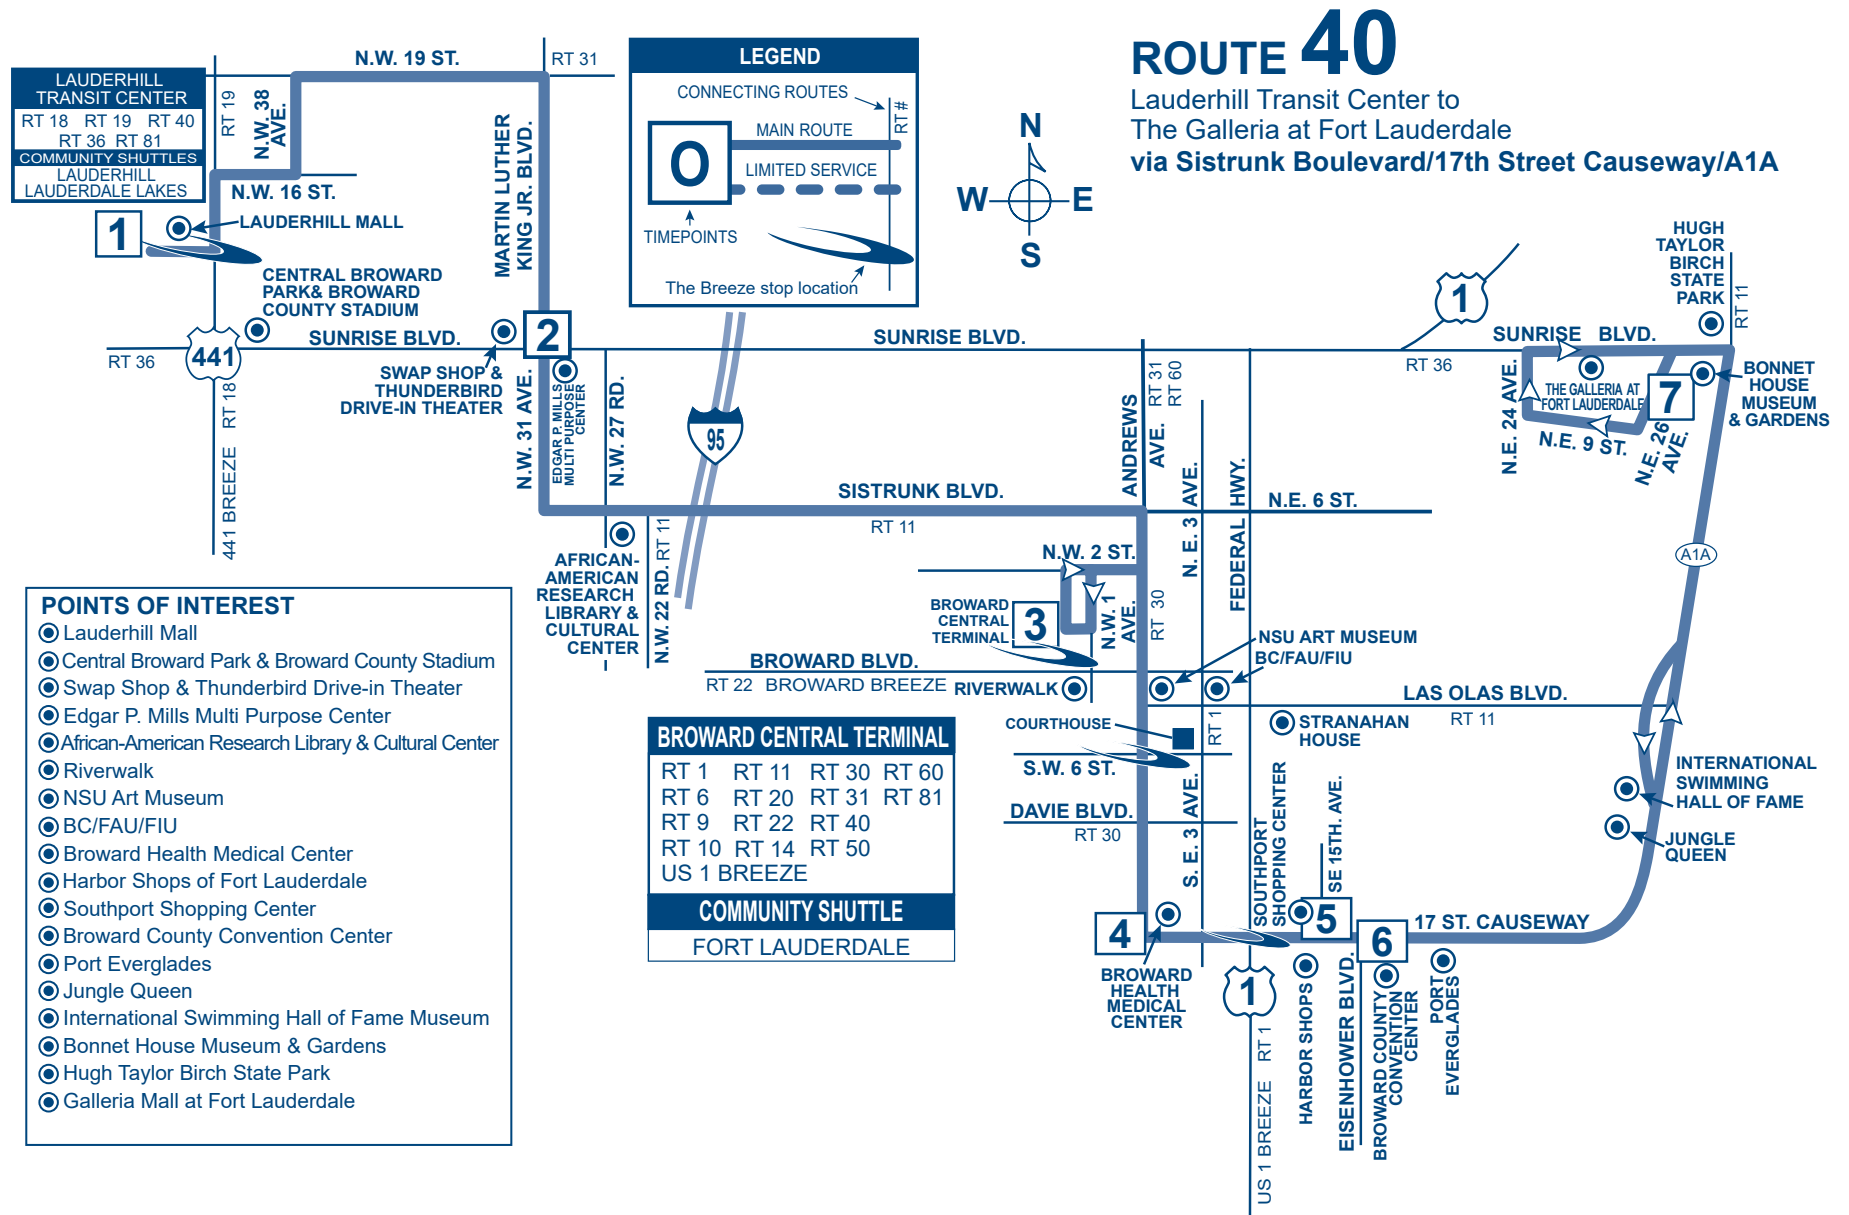 ROUTE 40
Lauderhill Transit Center to
The Galleria at Fort Lauderdale
via Sistrunk Boulevard/17th Street Causeway/A1A
LAUDERHILL
TRANSIT CENTER
RT 18 RT 19 RT 40
RT 36 RT 81
COMMUNITY SHUTTLES
LAUDERHILL
LAUDERDALE LAKES
1
LAUDERHILL MALL
RT 19
N.W. 38
AVE.
N.W. 19 ST.
RT 31
N.W. 16 ST.
MARTIN LUTHER
KING JR. BLVD.
CENTRAL BROWARD
PARK& BROWARD
COUNTY STADIUM
LEGEND
CONNECTING ROUTES
RT #
MAIN ROUTE
O
LIMITED SERVICE
TIMEPOINTS
The Breeze stop location
N
W
E
S
SUNRISE BLVD.
RT 36
441
2
SWAP SHOP &
THUNDERBIRD
DRIVE-IN THEATER
441 BREEZE RT 18
N.W. 31 AVE.
EDGAR P. MILLS
MULTI PURPOSE
CENTER
N.W. 27 RD.
95
SUNRISE BLVD.
ANDREWS
AVE.
RT 31
RT 60
1
RT 36
HUGH
TAYLOR
BIRCH
STATE
PARK
RT 11
SUNRISE BLVD.
THE GALLERIA AT
FORT LAUDERDALE
7
BONNET
HOUSE
MUSEUM
& GARDENS
N.E. 24 AVE.
N.E. 9 ST.
N.E. 26
AVE.
SISTRUNK BLVD.
RT 11
N. E. 3 AVE.
FEDERAL HWY.
N.E. 6 ST.
A1A
AFRICAN-
AMERICAN
RESEARCH
LIBRARY &
CULTURAL
CENTER
N.W. 22 RD.
RT 11
N.W. 2 ST.
BROWARD
CENTRAL
TERMINAL
3
N.W. 1
AVE.
RT 30
BROWARD BLVD.
RT 22 BROWARD BREEZE
RIVERWALK
NSU ART MUSEUM
BC/FAU/FIU
LAS OLAS BLVD.
RT 11
COURTHOUSE
RT 1
STRANAHAN
HOUSE
S.W. 6 ST.
DAVIE BLVD.
RT 30
S. E. 3 AVE.
SOUTHPORT
SHOPPING CENTER
SE 15TH. AVE.
INTERNATIONAL
SWIMMING
HALL OF FAME
JUNGLE
QUEEN
4
5
6
17 ST. CAUSEWAY
BROWARD
HEALTH
MEDICAL
CENTER
1
US 1 BREEZE RT 1
HARBOR SHOPS
EISENHOWER BLVD.
BROWARD COUNTY
CONVENTION
CENTER
PORT
EVERGLADES
POINTS OF INTEREST
Lauderhill Mall
Central Broward Park & Broward County Stadium
Swap Shop & Thunderbird Drive-in Theater
Edgar P. Mills Multi Purpose Center
African-American Research Library & Cultural Center
Riverwalk
NSU Art Museum
BC/FAU/FIU
Broward Health Medical Center
Harbor Shops of Fort Lauderdale
Southport Shopping Center
Broward County Convention Center
Port Everglades
Jungle Queen
International Swimming Hall of Fame Museum
Bonnet House Museum & Gardens
Hugh Taylor Birch State Park
Galleria Mall at Fort Lauderdale
BROWARD CENTRAL TERMINAL
RT 1 RT 11 RT 30 RT 60
RT 6 RT 20 RT 31 RT 81
RT 9 RT 22 RT 40
RT 10 RT 14 RT 50
US 1 BREEZE
COMMUNITY SHUTTLE
FORT LAUDERDALE